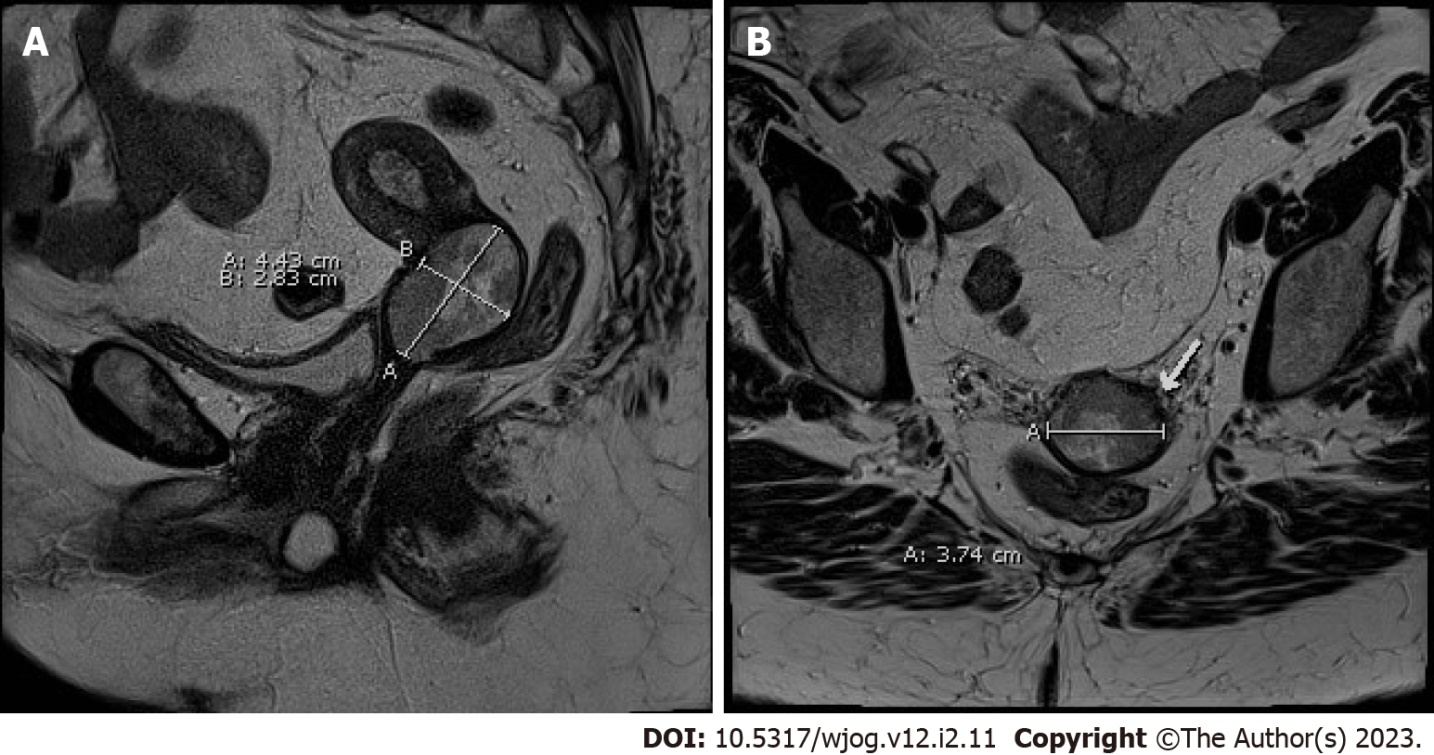 A
B
B
A: 4.43 cm
B: 2.83 cm
A
A
A: 3.74 cm
DOI: 10.5317/wjog.v12.i2.11 Copyright ©The Author(s) 2023.